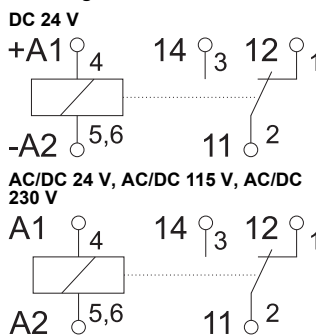 DC 24 V
+A1 4 14 3 12 1
-A2 5,6 11 2
AC/DC 24 V, AC/DC 115 V, AC/DC
230 V
A1 4 14 3 12 1
A2 5,6 11 2